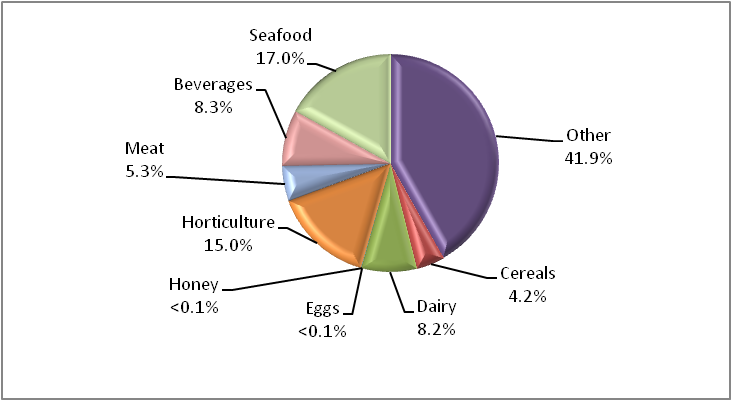 Seafood
17.0%
Beverages
8.3%
Meat
5.3%
Horticulture
15.0%
Honey
<0.1%
Eggs
<0.1%
Dairy
8.2%
Cereals
4.2%
Other
41.9%